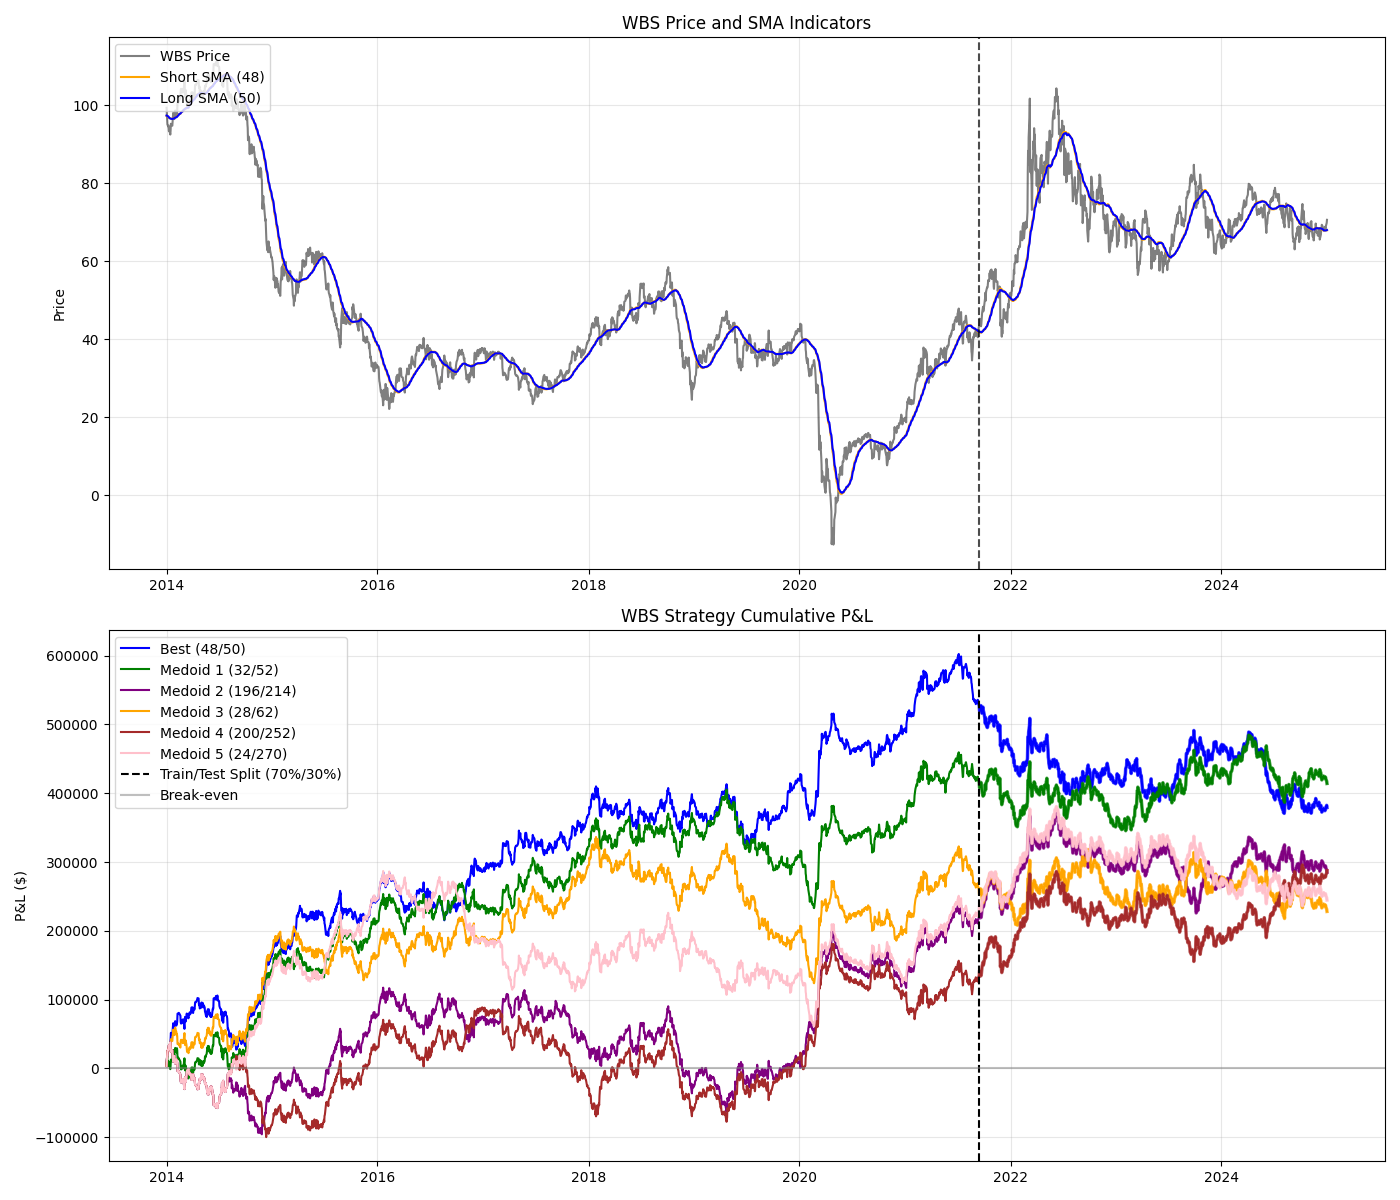 WBS Price and SMA Indicators
WBS Price
Short SMA (48)
Long SMA (50)
Price
100
80
60
40
20
0
2014
2016
2018
2020
2022
2024
WBS Strategy Cumulative P&L
Best (48/50)
Medoid 1 (32/52)
Medoid 2 (196/214)
Medoid 3 (28/62)
Medoid 4 (200/252)
Medoid 5 (24/270)
Train/Test Split (70%/30%)
Break-even
P&L ($)
600000
500000
400000
300000
200000
100000
0
−100000
2014
2016
2018
2020
2022
2024